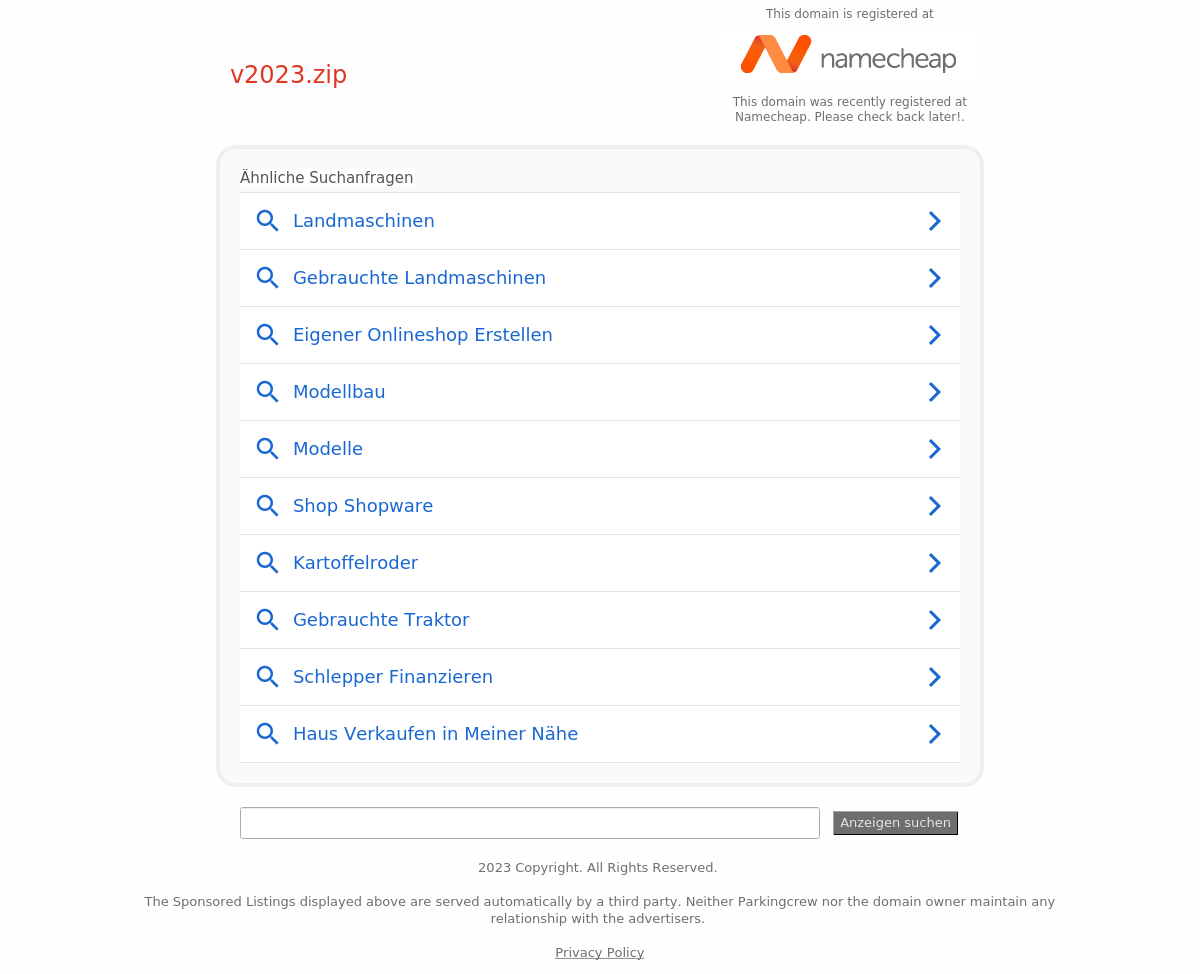 This domain is registered at
v2023.zip
namecheap
This domain was recently registered at
Namecheap. Please check back later!.
Ähnliche Suchanfragen
Landmaschinen
Gebrauchte Landmaschinen
Eigener Onlineshop Erstellen
Modellbau
Modelle
Shop Shopware
Kartoffelroder
Gebrauchte Traktor
Schlepper Finanzieren
Haus Verkaufen in Meiner Nähe
Anzeigen suchen
2023 Copyright. All Rights Reserved.
The Sponsored Listings displayed above are served automatically by a third party. Neither Parkingcrew nor the domain owner maintain any
relationship with the advertisers.
Privacy Policy